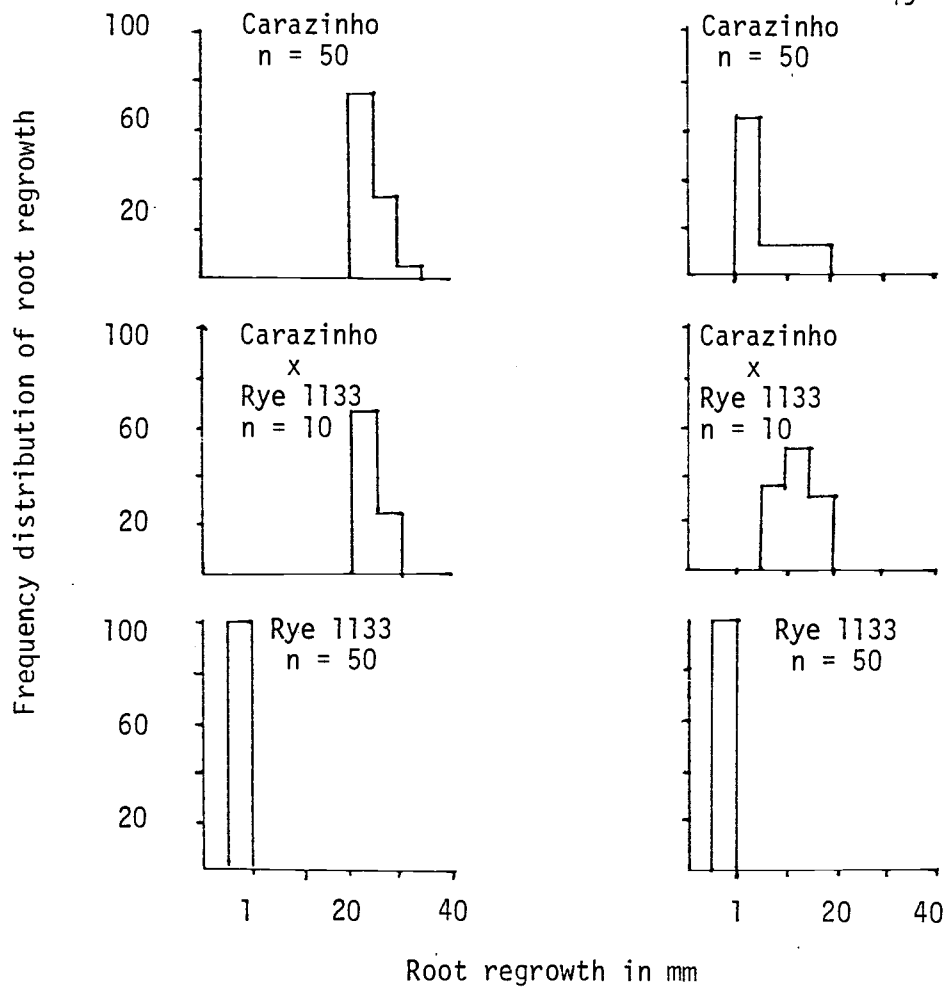 Frequency distribution of root regrowth
100
60
20
Carazinho
n = 50
Carazinho
n = 50
100
60
20
Carazinho
x
Rye 1133
n = 10
Carazinho
x
Rye 1133
n = 10
100
60
20
Rye 1133
n = 50
Rye 1133
n = 50
1 20 40
1 20 40
Root regrowth in mm